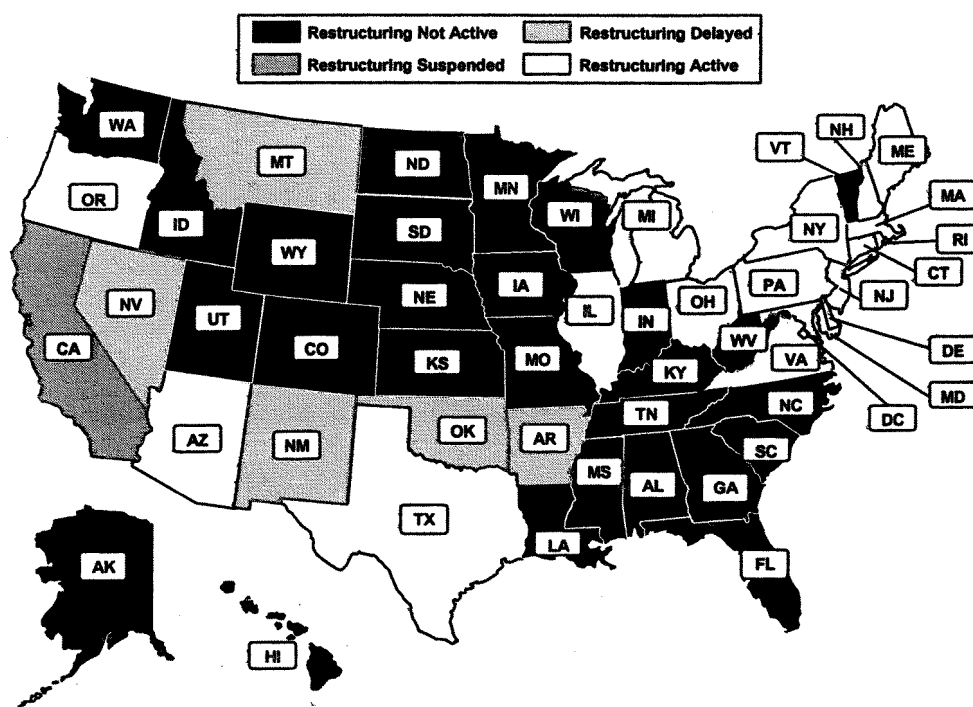 Restructuring Not Active
Restructuring Delayed
Restructuring Suspended
Restructuring Active
WA
MT
ND
MN
VT
NH
ME
OR
ID
WY
SD
WI
MI
NY
MA
RI
CT
NV
UT
CO
NE
IA
IL
IN
OH
PA
NJ
CA
KS
MO
KY
WV
VA
DE
MD
DC
AZ
NM
OK
AR
TN
NC
SC
MS
AL
GA
TX
LA
FL
AK
HI